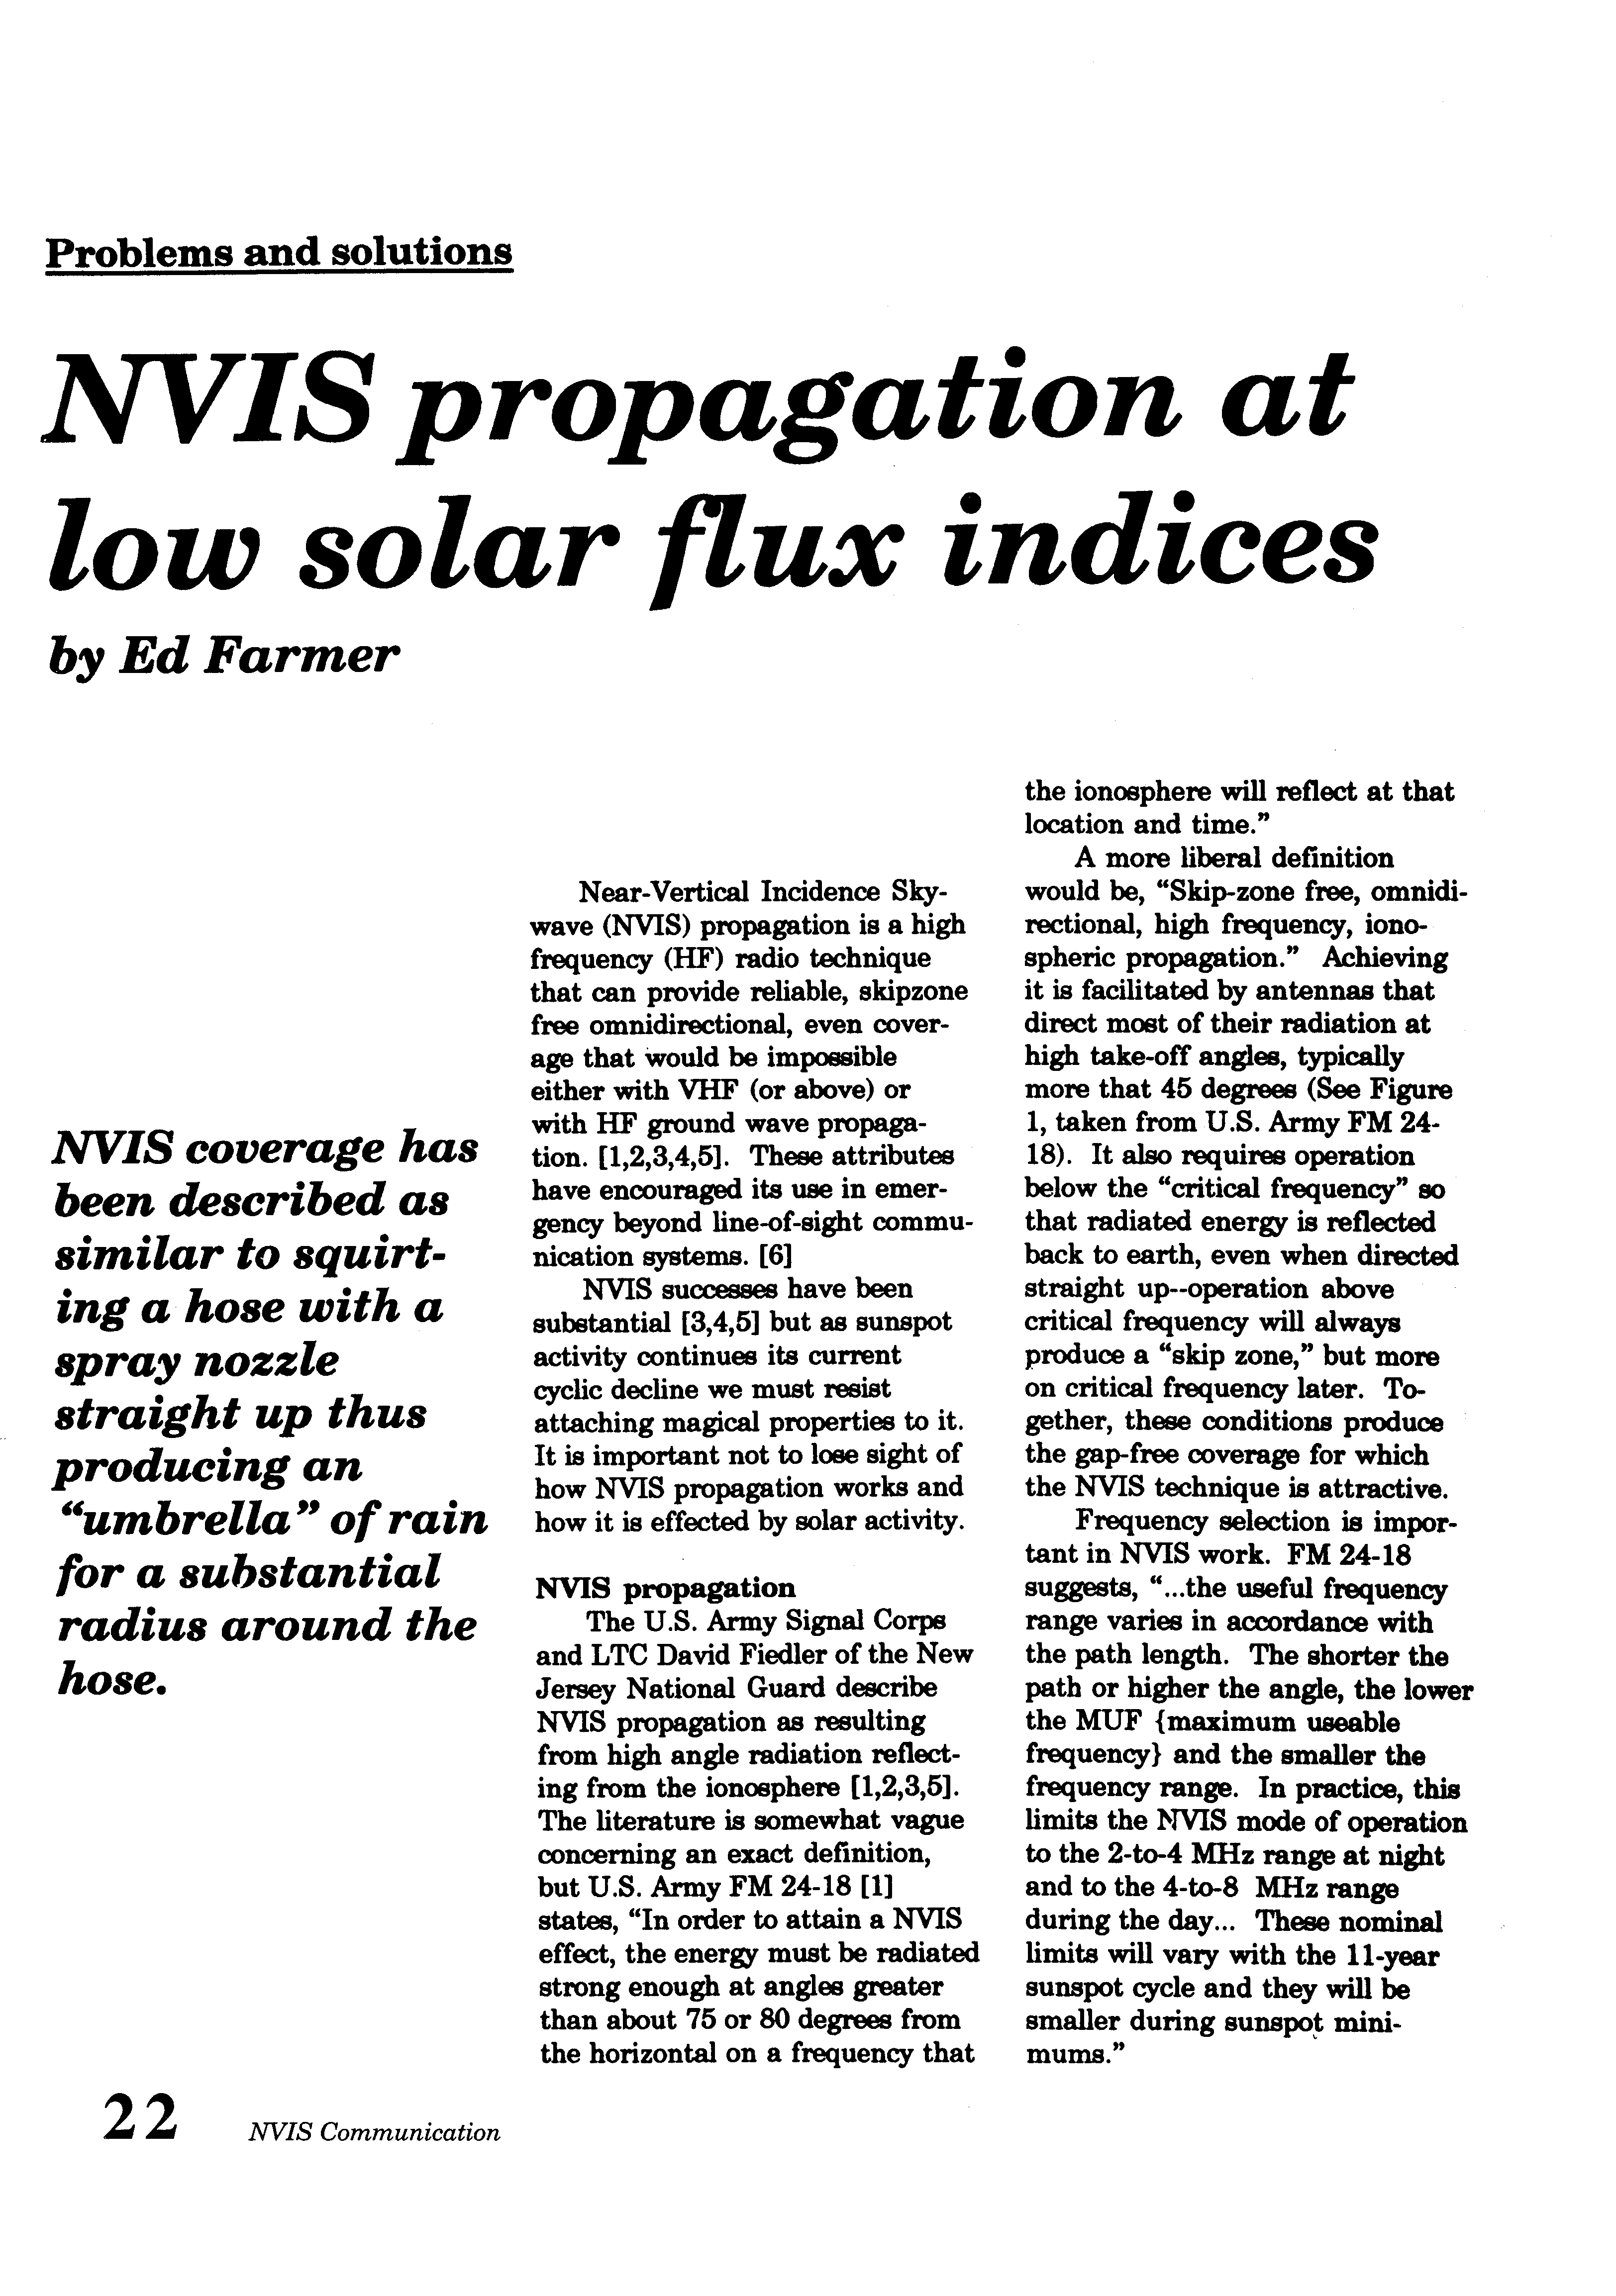 Problems and solutions
NVIS propagation at
low solar flux indices
by Ed Farmer
NVIS coverage has
been described as
similar to squirt-
ing a hose with a
spray nozzle
straight up thus
producing an
“umbrella” of rain
for a substantial
radius around the
hose.
Near-Vertical Incidence Sky-
wave (NVIS) propagation is a high
frequency (HF) radio technique
that can provide reliable, skipzone
free omnidirectional, even cover-
age that would be impossible
either with VHF (or above) or
with HF ground wave propaga-
tion. [1,2,3,4,5]. These attributes
have encouraged its use in emer-
gency beyond line-of-sight commu-
nication systems. [6]
NVIS successes have been
substantial [3,4,5] but as sunspot
activity continues its current
cyclic decline we must resist
attaching magical properties to it.
It is important not to lose sight of
how NVIS propagation works and
how it is effected by solar activity.
NVIS propagation
The U.S. Army Signal Corps
and LTC David Fiedler of the New
Jersey National Guard describe
NVIS propagation as resulting
from high angle radiation reflect-
ing from the ionosphere [1,2,3,5].
The literature is somewhat vague
concerning an exact definition,
but U.S. Army FM 24-18 [1]
states, “In order to attain a NVIS
effect, the energy must be radiated
strong enough at angles greater
than about 75 or 80 degrees from
the horizontal on a frequency that
the ionosphere will reflect at that
location and time.”
A more liberal definition
would be, “Skip-zone free, omnidi-
rectional, high frequency, iono-
spheric propagation.” Achieving
it is facilitated by antennas that
direct most of their radiation at
high take-off angles, typically
more that 45 degrees (See Figure
1, taken from U.S. Army FM 24-
18). It also requires operation
below the “critical frequency” so
that radiated energy is reflected
back to earth, even when directed
straight up--operation above
critical frequency will always
produce a “skip zone,” but more
on critical frequency later. To-
gether, these conditions produce
the gap-free coverage for which
the NVIS technique is attractive.
Frequency selection is impor-
tant in NVIS work. FM 24-18
suggests, “...the useful frequency
range varies in accordance with
the path length. The shorter the
path or higher the angle, the lower
the MUF {maximum useable
frequency} and the smaller the
frequency range. In practice, this
limits the NVIS mode of operation
to the 2-to-4 MHz range at night
and to the 4-to-8 MHz range
during the day... These nominal
limits will vary with the 11-year
sunspot cycle and they will be
smaller during sunspot mini-
mums.”
22 NVIS Communication